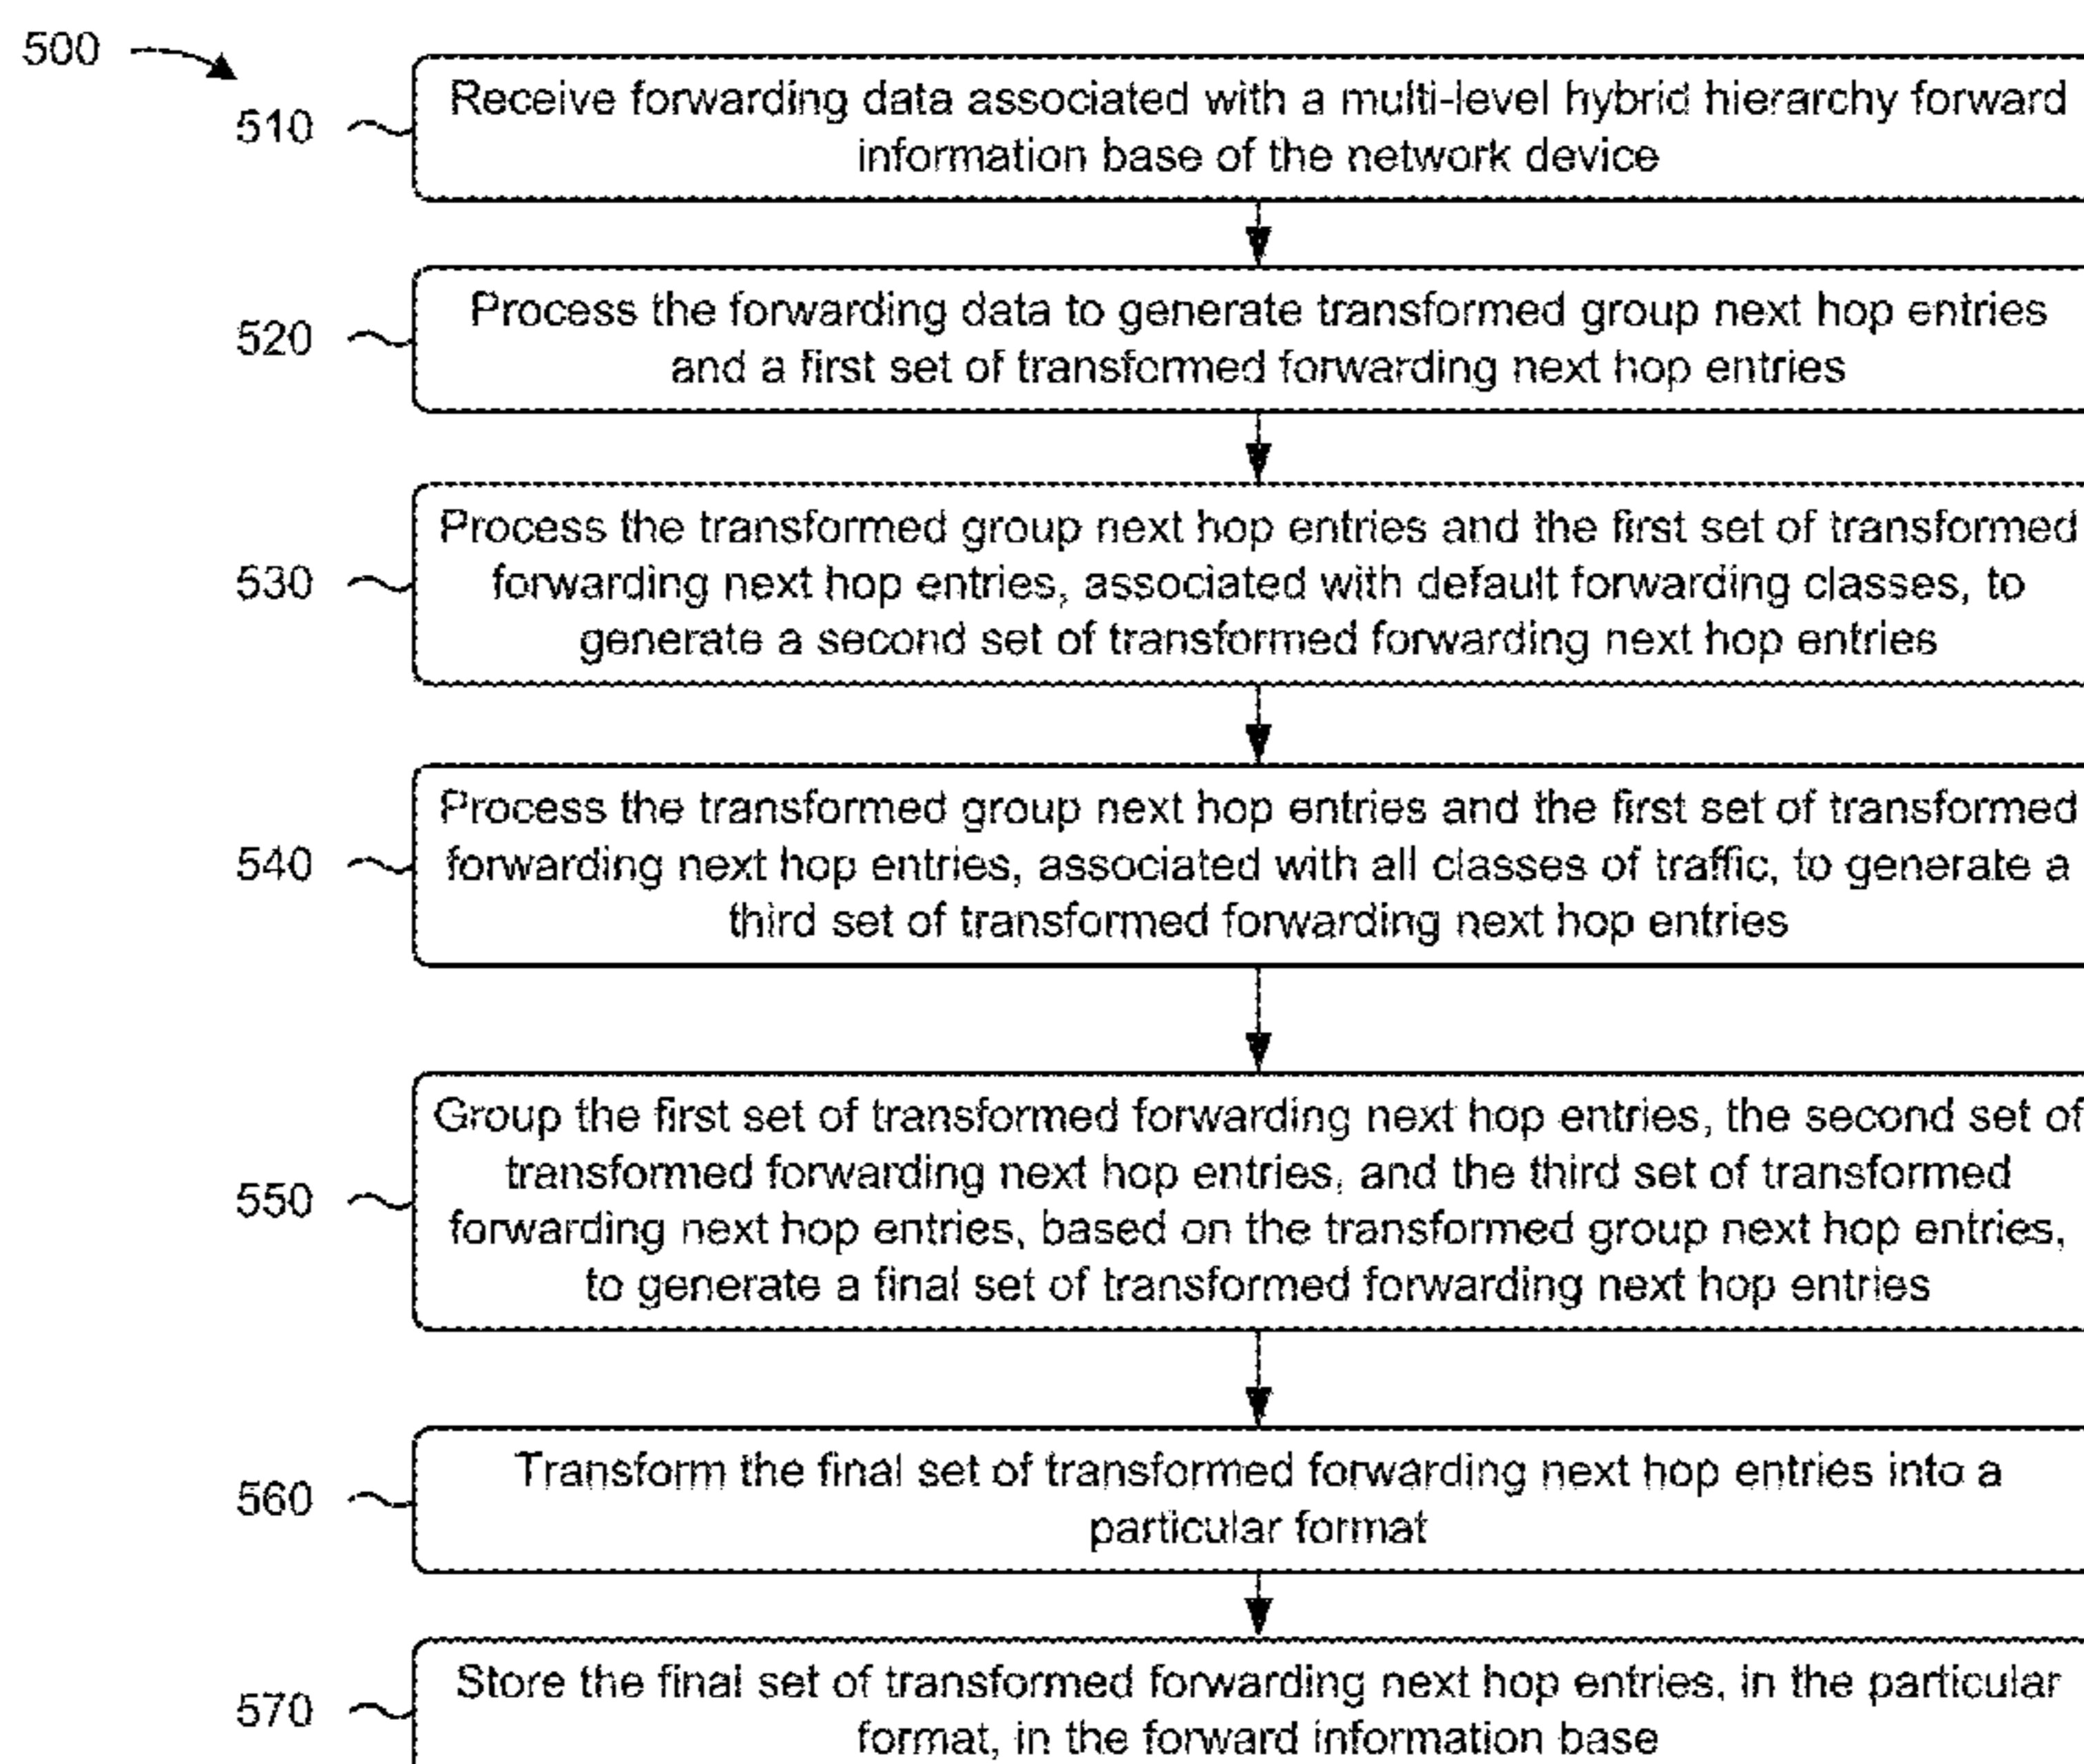 500
510
Receive forwarding data associated with a multi-level hybrid hierarchy forward
information base of the network device
520
Process the forwarding data to generate transformed group next hop entries
and a first set of transformed forwarding next hop entries
530
Process the transformed group next hop entries and the first set of transformed
forwarding next hop entries, associated with default forwarding classes, to
generate a second set of transformed forwarding next hop entries
540
Process the transformed group next hop entries and the first set of transformed
forwarding next hop entries, associated with all classes of traffic, to generate a
third set of transformed forwarding next hop entries
550
Group the first set of transformed forwarding next hop entries, the second set of
transformed forwarding next hop entries, and the third set of transformed
forwarding next hop entries, based on the transformed group next hop entries,
to generate a final set of transformed forwarding next hop entries
560
Transform the final set of transformed forwarding next hop entries into a
particular format
570
Store the final set of transformed forwarding next hop entries, in the particular
format, in the forward information base